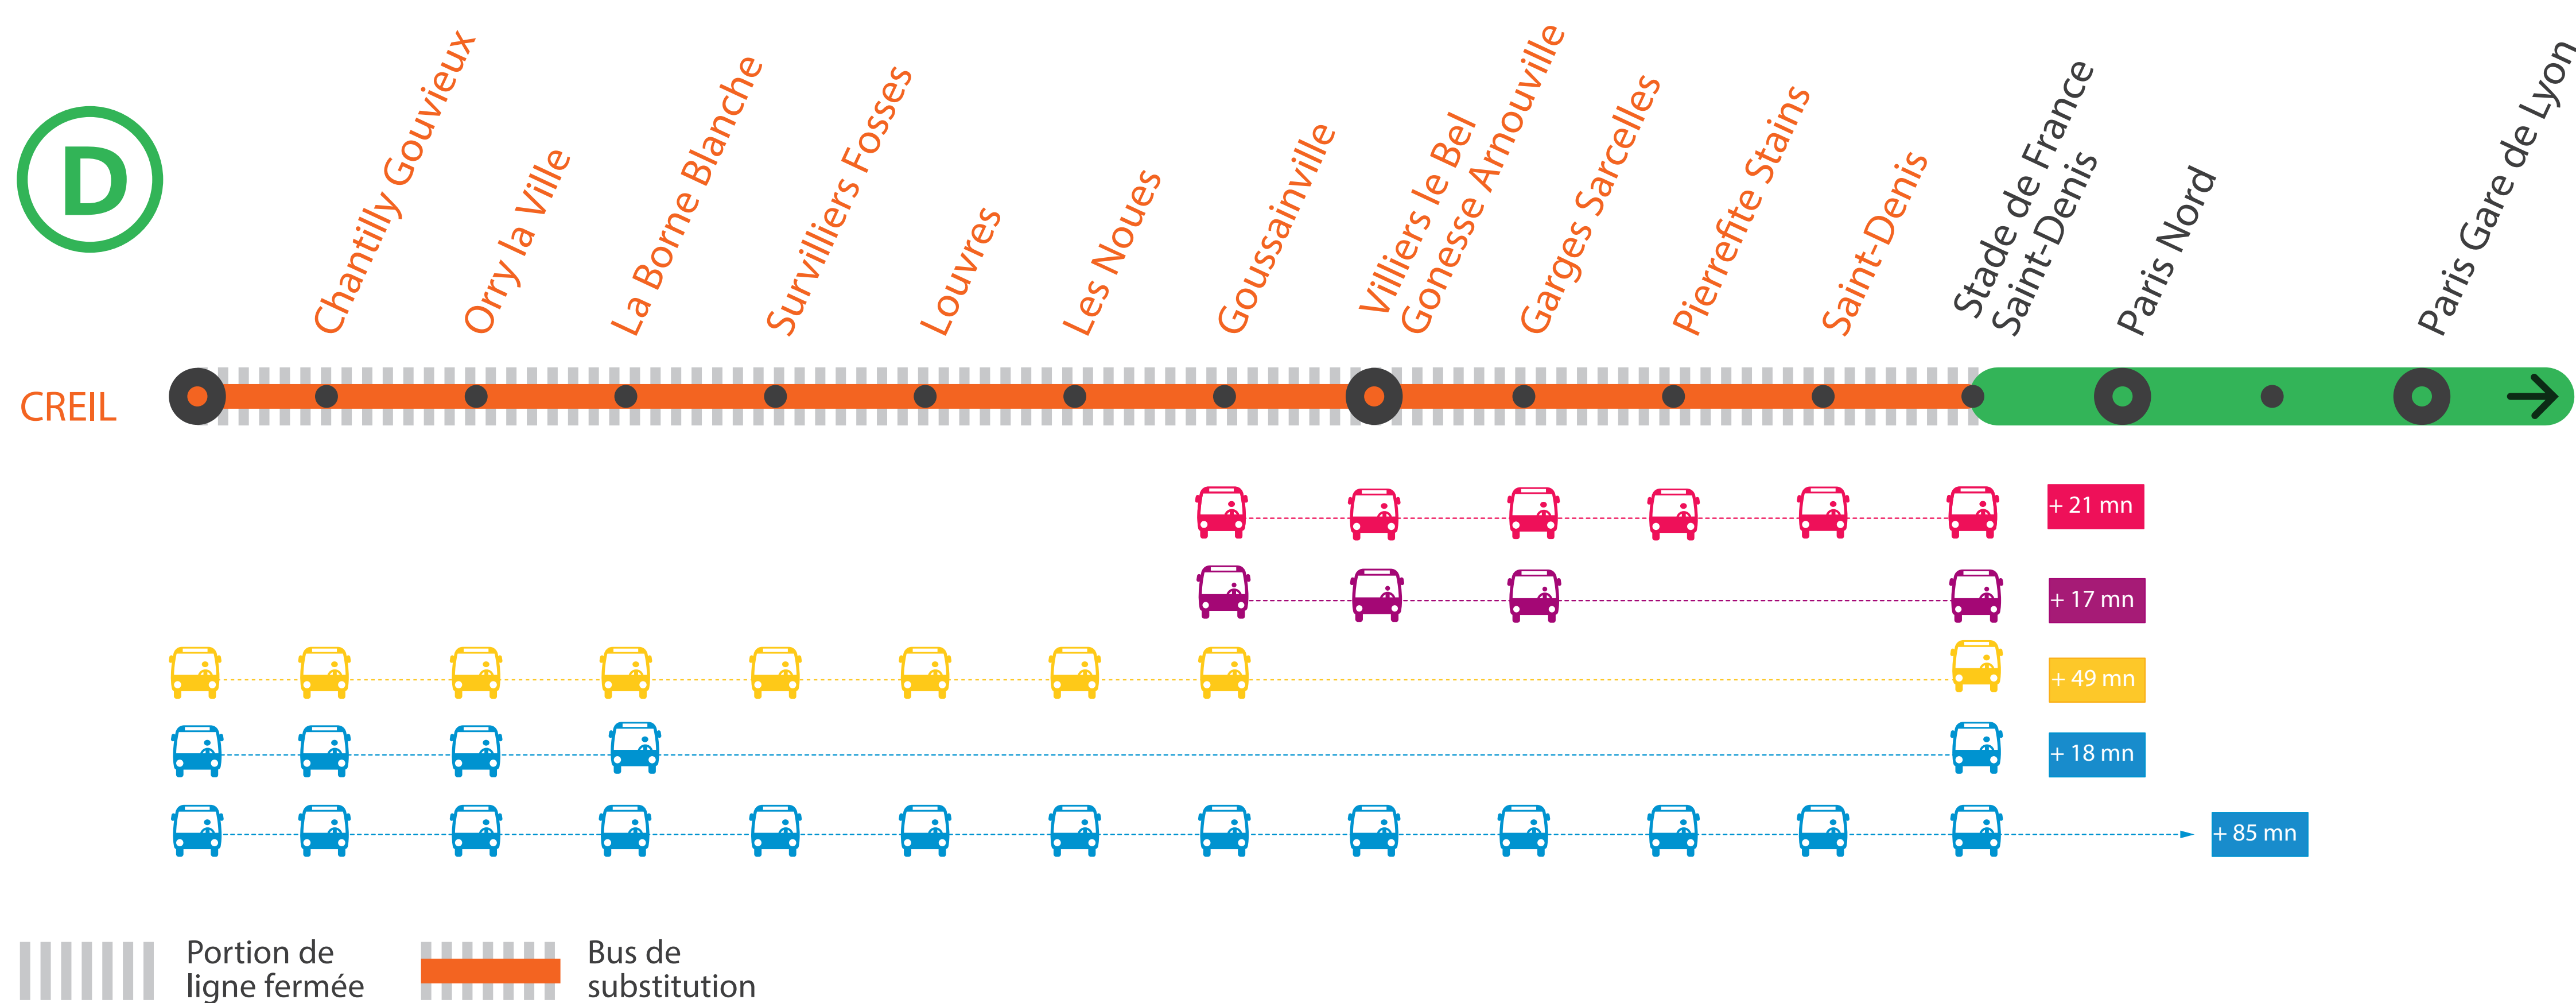 D
Chantilly Gouvieux
Orry la Ville
La Borne Blanche
Survilliers Fosses
Louvres
Les Noues
Goussainville
Villiers le Bel
Gonesse Arnouville
Garges Sarcelles
Pierrefite Stains
Saint-Denis
Stade de France
Saint-Denis
Paris Nord
Paris Gare de Lyon
CREIL
+ 21 mn
+ 17 mn
+ 49 mn
+ 18 mn
+ 85 mn
Portion de
ligne fermée
Bus de
substitution